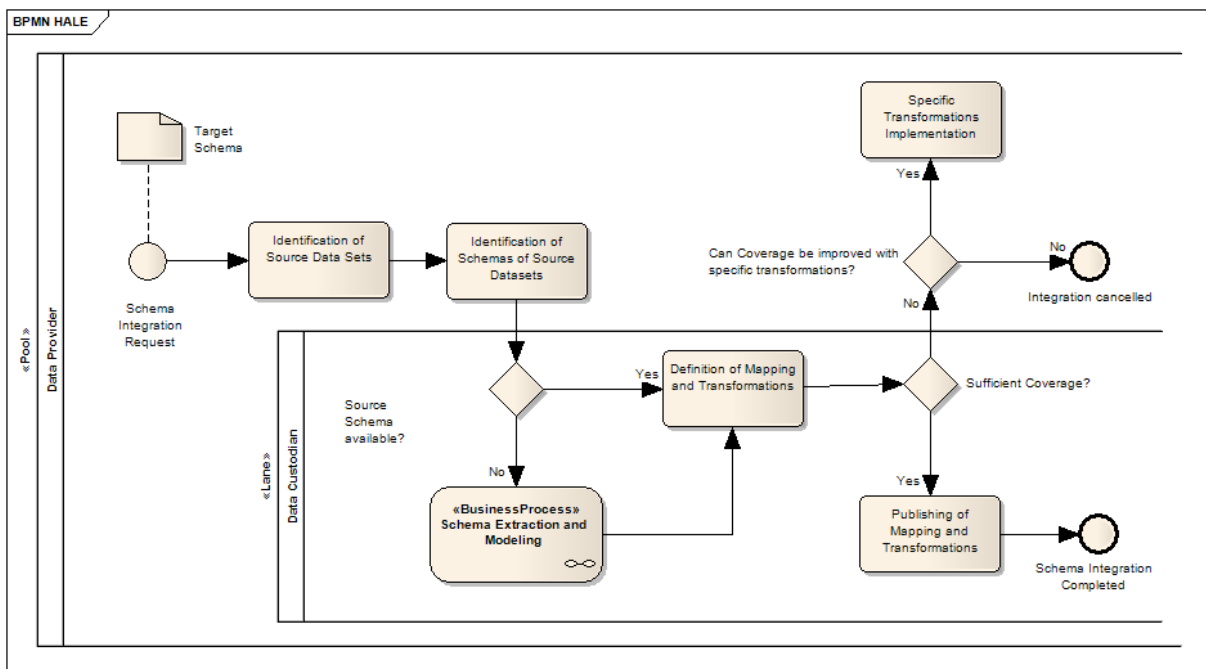 BPMN HALE
«Pool»
Data Provider
Target
Schema
Schema
Integration
Request
Identification of
Source Data Sets
Identification of
Schemas of Source
Datasets
Specific
Transformations
Implementation
Yes
Can Coverage be improved with
specific transformations?
No
Integration cancelled
No
«Lane»
Data Custodian
Source
Schema
available?
Yes
Definition of Mapping
and Transformations
Sufficient Coverage?
No
«BusinessProcess»
Schema Extraction and
Modeling
Yes
Publishing of
Mapping and
Transformations
Schema Integration
Completed